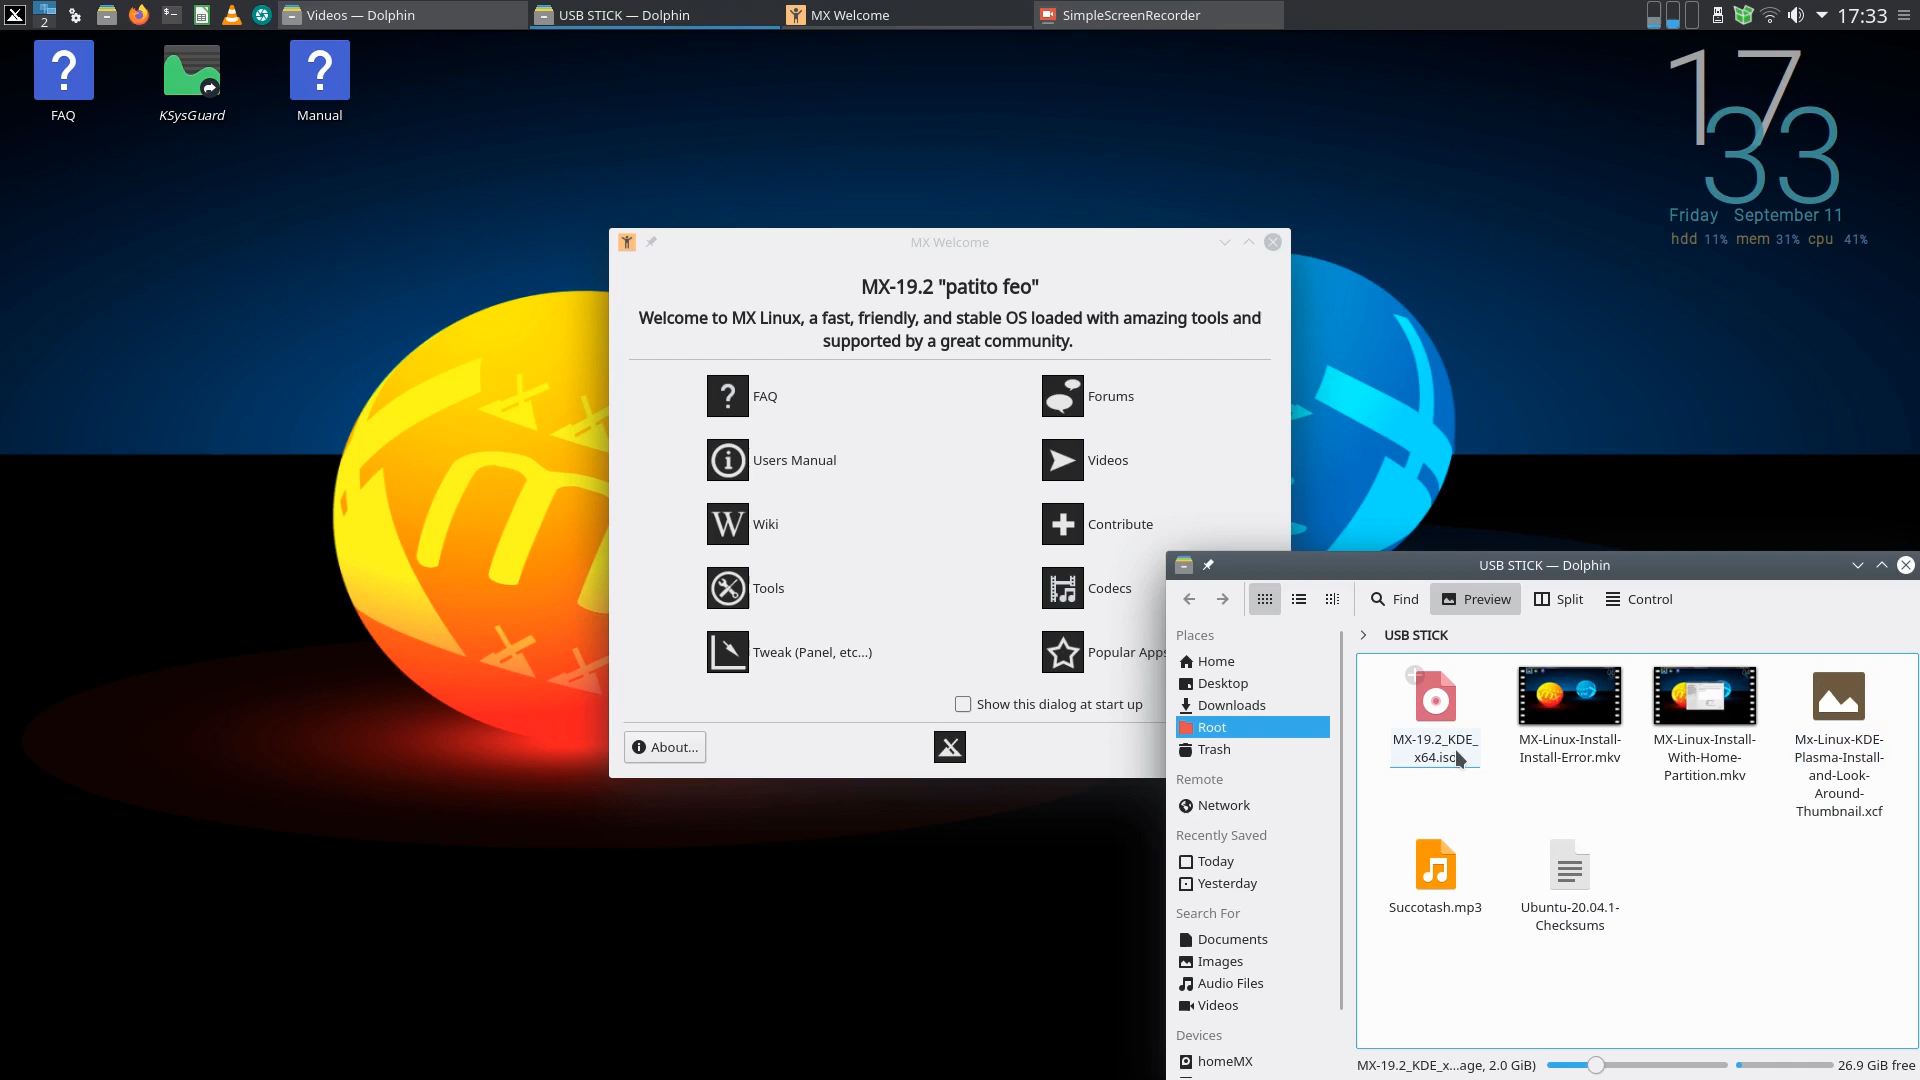 2
Videos — Dolphin
USB STICK — Dolphin
MX Welcome
SimpleScreenRecorder
17:33
FAQ
KSysGuard
Manual
17
33
Friday September 11
hdd 11% mem 31% cpu 41%
MX Welcome
MX-19.2 "patito feo"
Welcome to MX Linux, a fast, friendly, and stable OS loaded with amazing tools and
supported by a great community.
FAQ
Forums
Users Manual
Videos
Wiki
Contribute
Tools
Codecs
Tweak (Panel, etc...)
Popular Apps
Show this dialog at start up
About...
USB STICK — Dolphin
Find
Preview
Split
Control
Places
Home
Desktop
Downloads
Root
Trash
Remote
Network
Recently Saved
Today
Yesterday
Search For
Documents
Images
Audio Files
Videos
Devices
homeMX
USB STICK
MX-19.2_KDE_
x64.iso
MX-Linux-Install-
Install-Error.mkv
MX-Linux-Install-
With-Home-
Partition.mkv
Mx-Linux-KDE-
Plasma-Install-
and-Look-
Around-
Thumbnail.xcf
Succotash.mp3
Ubuntu-20.04.1-
Checksums
MX-19.2_KDE_x...age, 2.0 GiB)
26.9 GiB free